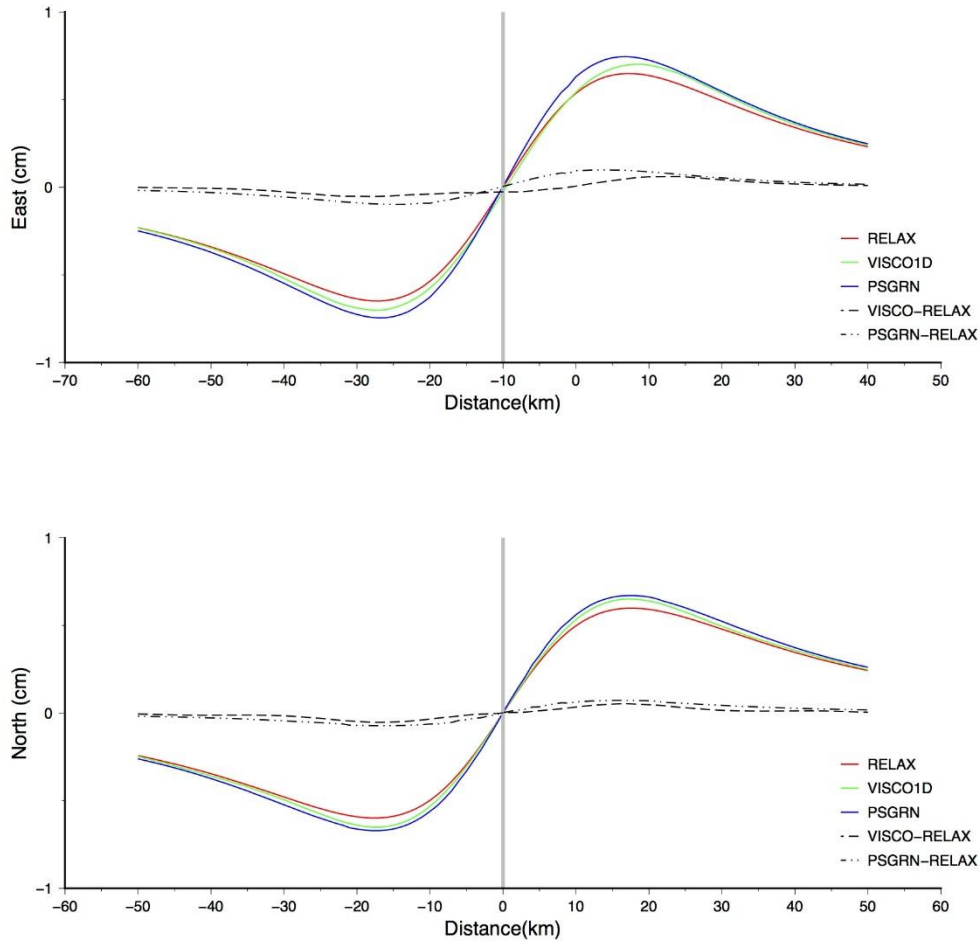 1
0
−1
East (cm)
RELAX
VISCO1D
PSGRN
VISCO-RELAX
PSGRN-RELAX
−70 −60 −50 −40 −30 −20 −10 0 10 20 30 40 50
Distance(km)
1
0
−1
North (cm)
RELAX
VISCO1D
PSGRN
VISCO-RELAX
PSGRN-RELAX
−60 −50 −40 −30 −20 −10 0 10 20 30 40 50 60
Distance(km)